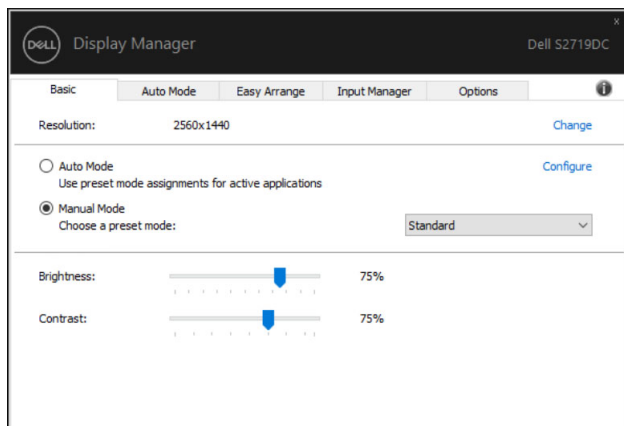 DELL Display Manager Dell S2719DC
x
Basic Auto Mode Easy Arrange Input Manager Options i
Resolution: 2560x1440 Change
Auto Mode Configure
Use preset mode assignments for active applications
Manual Mode
Choose a preset mode: Standard
Brightness: 75%
Contrast: 75%